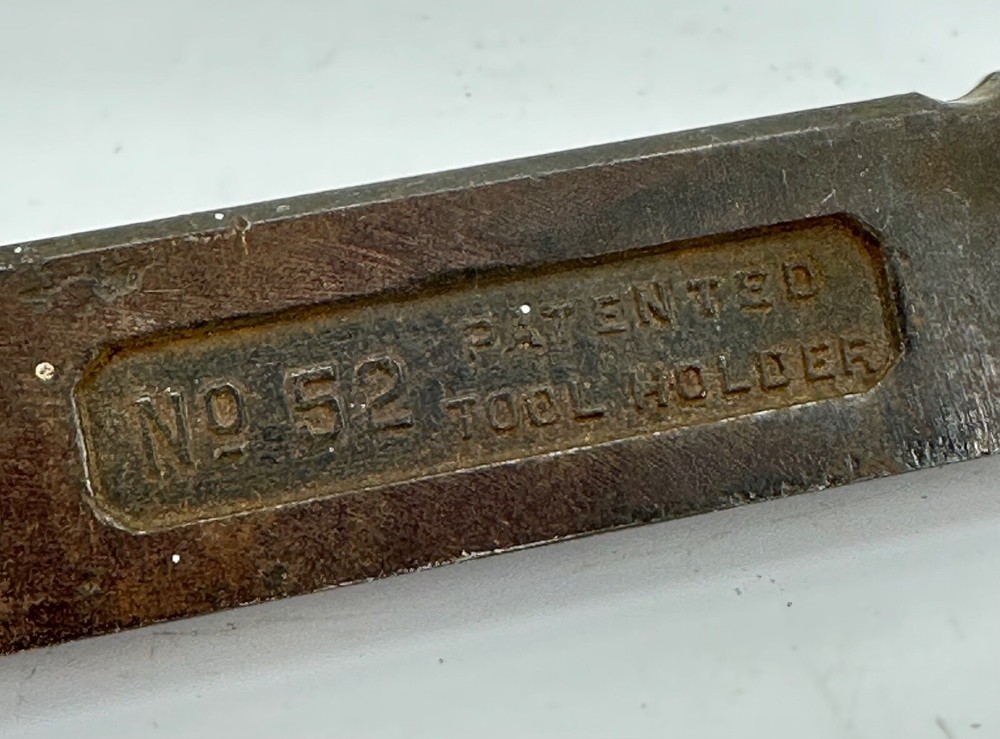 No 52
PATENTED
TOOL HOLDER